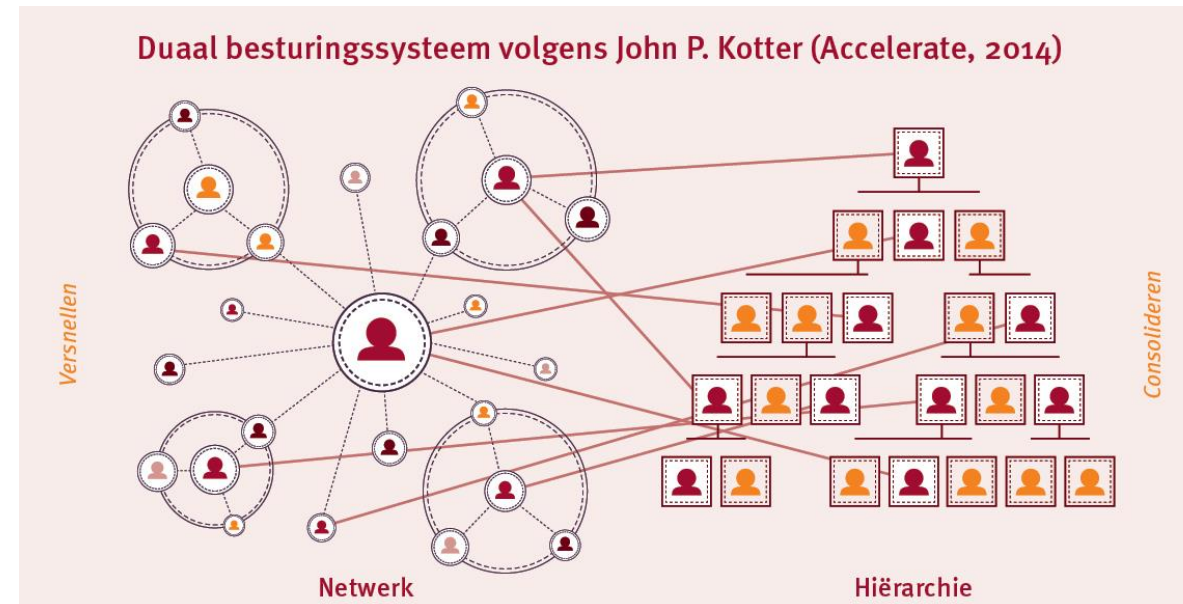 Duaal besturingssysteem volgens John P. Kotter (Accelerate, 2014)
Versnellen
Consolideren
Netwerk
Hiërarchie